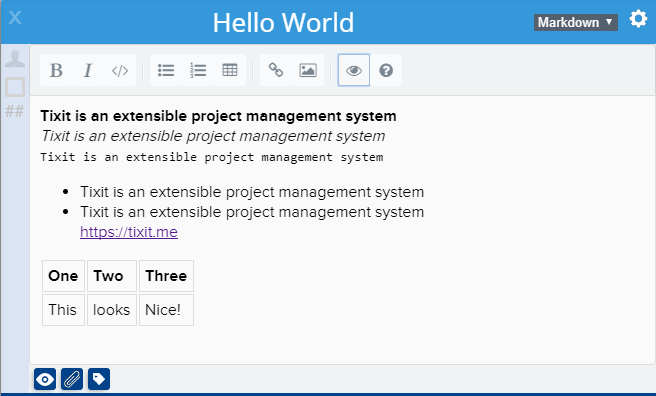 X
Hello World
Markdown
B I </>
##
Tixit is an extensible project management system
Tixit is an extensible project management system
Tixit is an extensible project management system
Tixit is an extensible project management system
Tixit is an extensible project management system
https://tixit.me
One Two Three
This looks Nice!